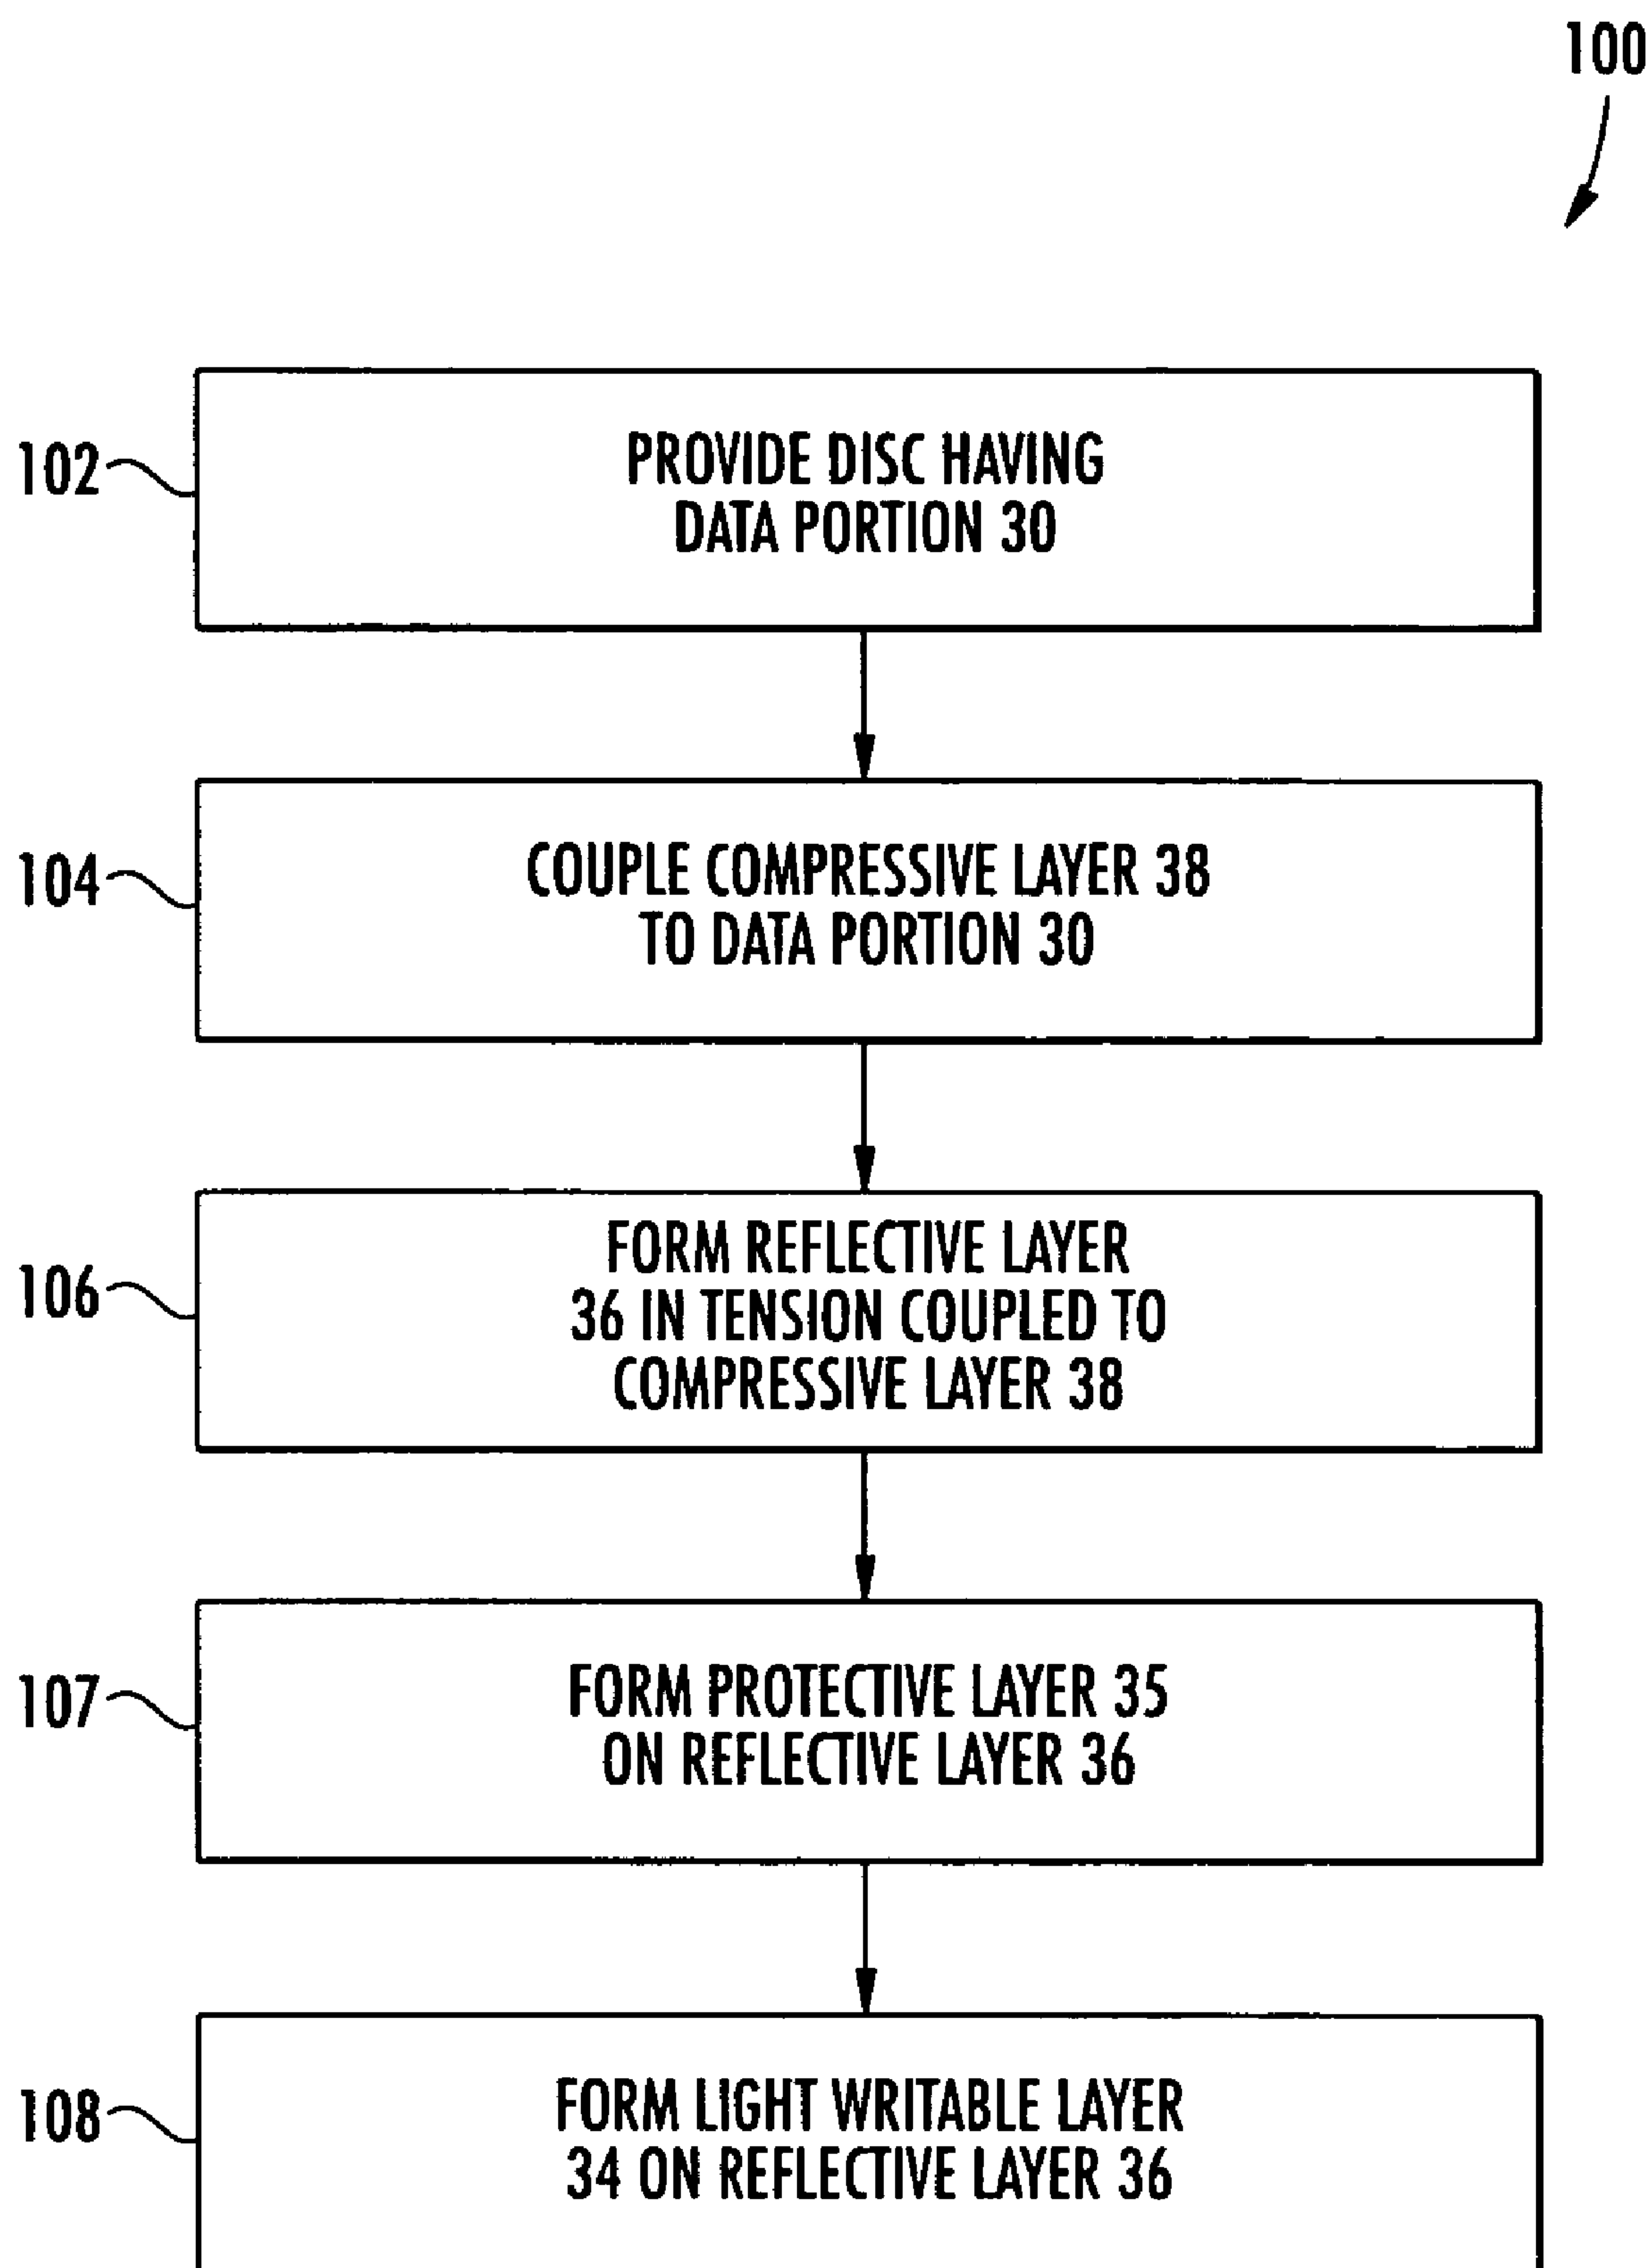 100
102
PROVIDE DISC HAVING
DATA PORTION 30
104
COUPLE COMPRESSIVE LAYER 38
TO DATA PORTION 30
106
FORM REFLECTIVE LAYER
36 IN TENSION COUPLED TO
COMPRESSIVE LAYER 38
107
FORM PROTECTIVE LAYER 35
ON REFLECTIVE LAYER 36
108
FORM LIGHT WRITABLE LAYER
34 ON REFLECTIVE LAYER 36